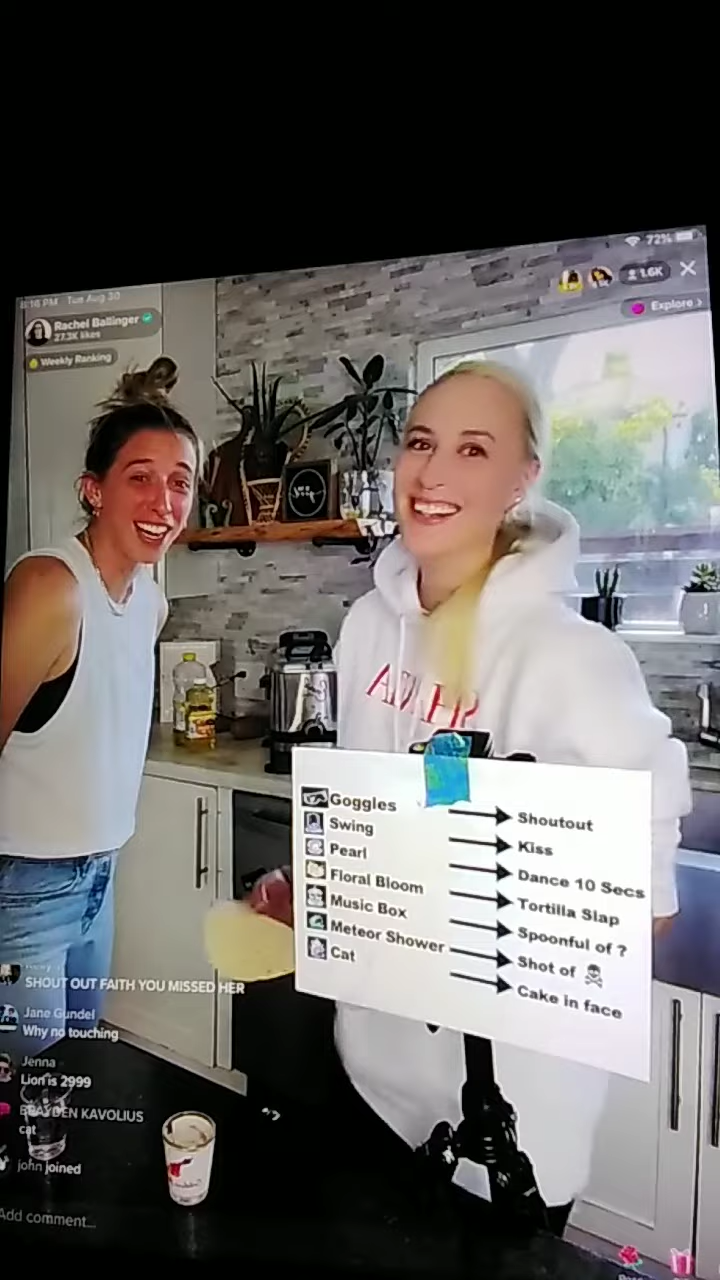 8:16 PM Tue Aug 30
72%
Rachel Ballinger
27.3K likes
1.6K
Explore >
Weekly Ranking
Goggles
Shoutout
Swing
Kiss
Pearl
Dance 10 Secs
Floral Bloom
Tortilla Slap
Music Box
Spoonful of ?
Meteor Shower
Shot of
Cat
Cake in face
SHOUT OUT FAITH YOU MISSED HER
Jane Gundel
Why no touching
Jenna
Lion is 2999
BRAYDEN KAVOLIUS
cat
john joined
Add comment...